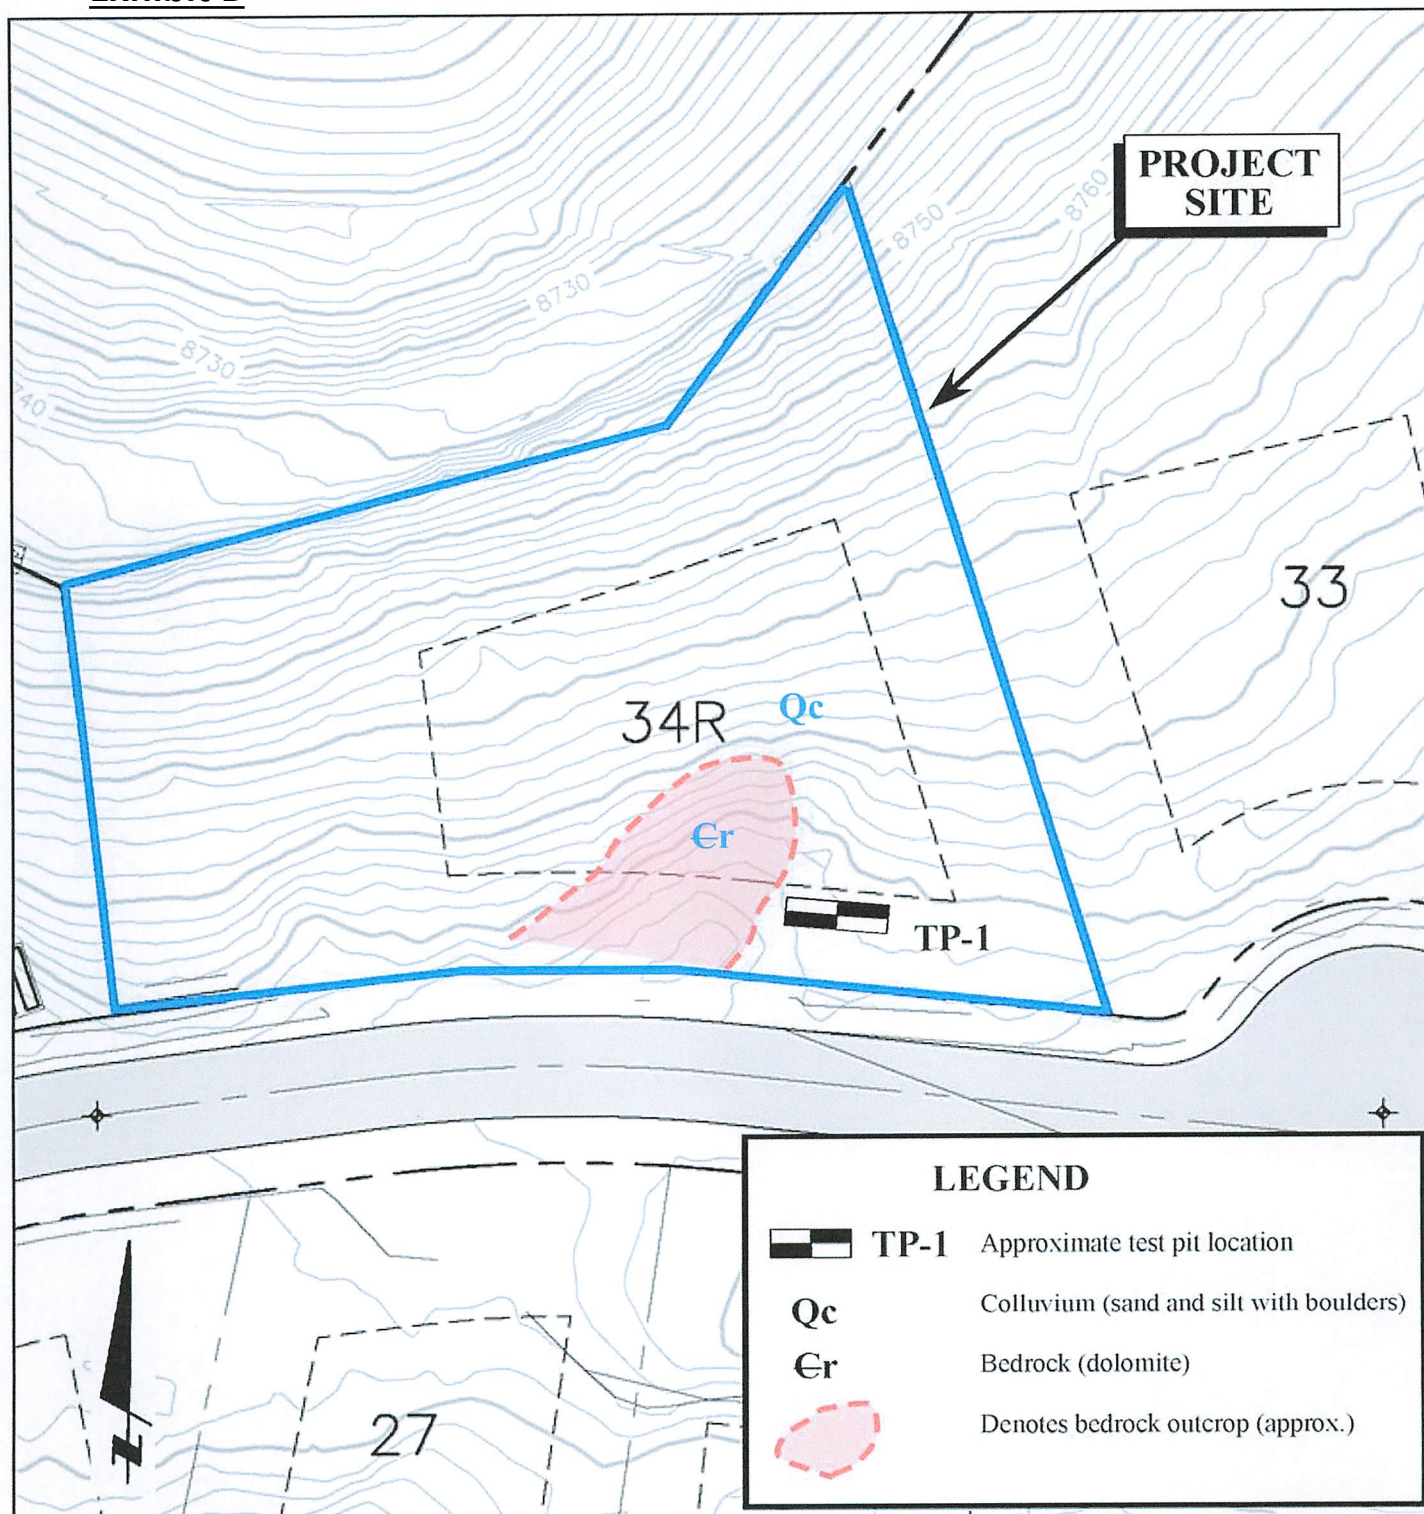 PROJECT
SITE
8760
8750
8730
8730
740
33
34R
Qc
Ꞓr
TP-1
LEGEND
TP-1 Approximate test pit location
Qc Colluvium (sand and silt with boulders)
Ꞓr Bedrock (dolomite)
Denotes bedrock outcrop (approx.)
27
N